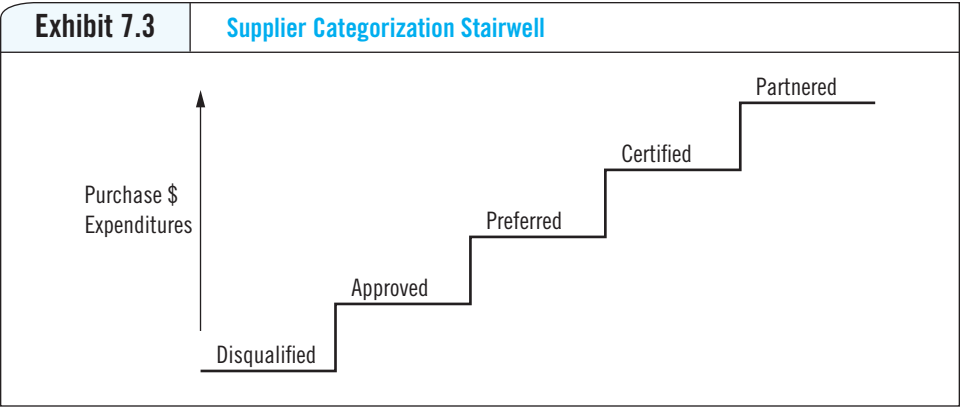 Exhibit 7.3
Supplier Categorization Stairwell
Partnered
Certified
Purchase $
Expenditures
Preferred
Approved
Disqualified